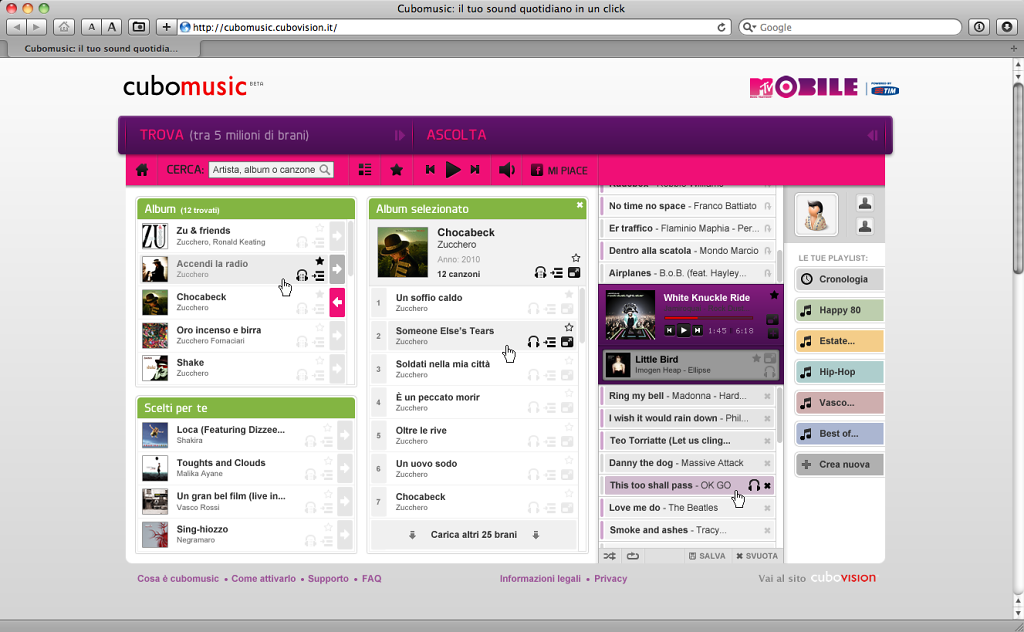 Cubomusic: il tuo sound quotidiano in un click
A A
http://cubomusic.cubovision.it/
Google
Cubomusic: il tuo sound quotidia...
cubomusic BETA
MTV MOBILE
POWERED BY TIM
TROVA (tra 5 milioni di brani)
ASCOLTA
CERCA: Artista, album o canzone
MI PIACE
Album (12 trovati)
Zu & friends
Zucchero, Ronald Keating
Accendi la radio
Zucchero
Chocabeck
Zucchero
Oro incenso e birra
Zucchero Fornaciari
Shake
Zucchero
Scelti per te
Loca (Featuring Dizzee...
Shakira
Toughts and Clouds
Malika Ayane
Un gran bel film (live in...
Vasco Rossi
Sing-hiozzo
Negramaro
Album selezionato
Chocabeck
Zucchero
Anno: 2010
12 canzoni
1 Un soffio caldo
Zucchero
2 Someone Else's Tears
Zucchero
3 Soldati nella mia città
Zucchero
4 È un peccato morir
Zucchero
5 Oltre le rive
Zucchero
6 Un uovo sodo
Zucchero
7 Chocabeck
Zucchero
Carica altri 25 brani
No time no space - Franco Battiato
Er traffico - Flaminio Maphia - Per...
Dentro alla scatola - Mondo Marcio
Airplanes - B.o.B. (feat. Hayley...
White Knuckle Ride
1:45 / 6:18
Little Bird
Imogen Heap - Ellipse
Ring my bell - Madonna - Hard...
I wish it would rain down - Phil...
Teo Torriatte (Let us cling...
Danny the dog - Massive Attack
This too shall pass - OK GO
Love me do - The Beatles
Smoke and ashes - Tracy...
SALVA
SVUOTA
LE TUE PLAYLIST:
Cronologia
Happy 80
Estate...
Hip-Hop
Vasco...
Best of...
Crea nuova
Cosa è cubomusic • Come attivarlo • Supporto • FAQ
Informazioni legali • Privacy
Vai al sito cubovision